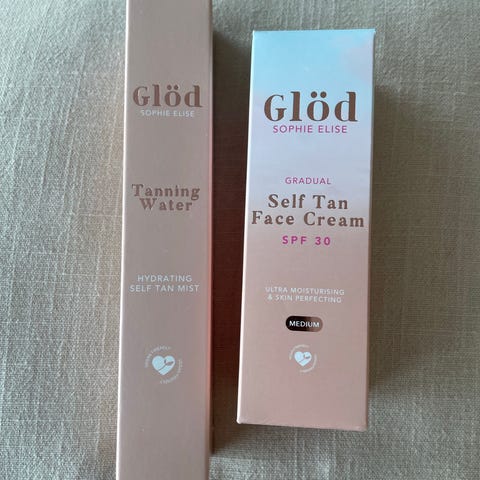 Glöd
SOPHIE ELISE
Tanning
Water
HYDRATING
SELF TAN MIST
Glöd
SOPHIE ELISE
GRADUAL
Self Tan
Face Cream
SPF 30
ULTRA MOISTURISING
& SKIN PERFECTING
MEDIUM